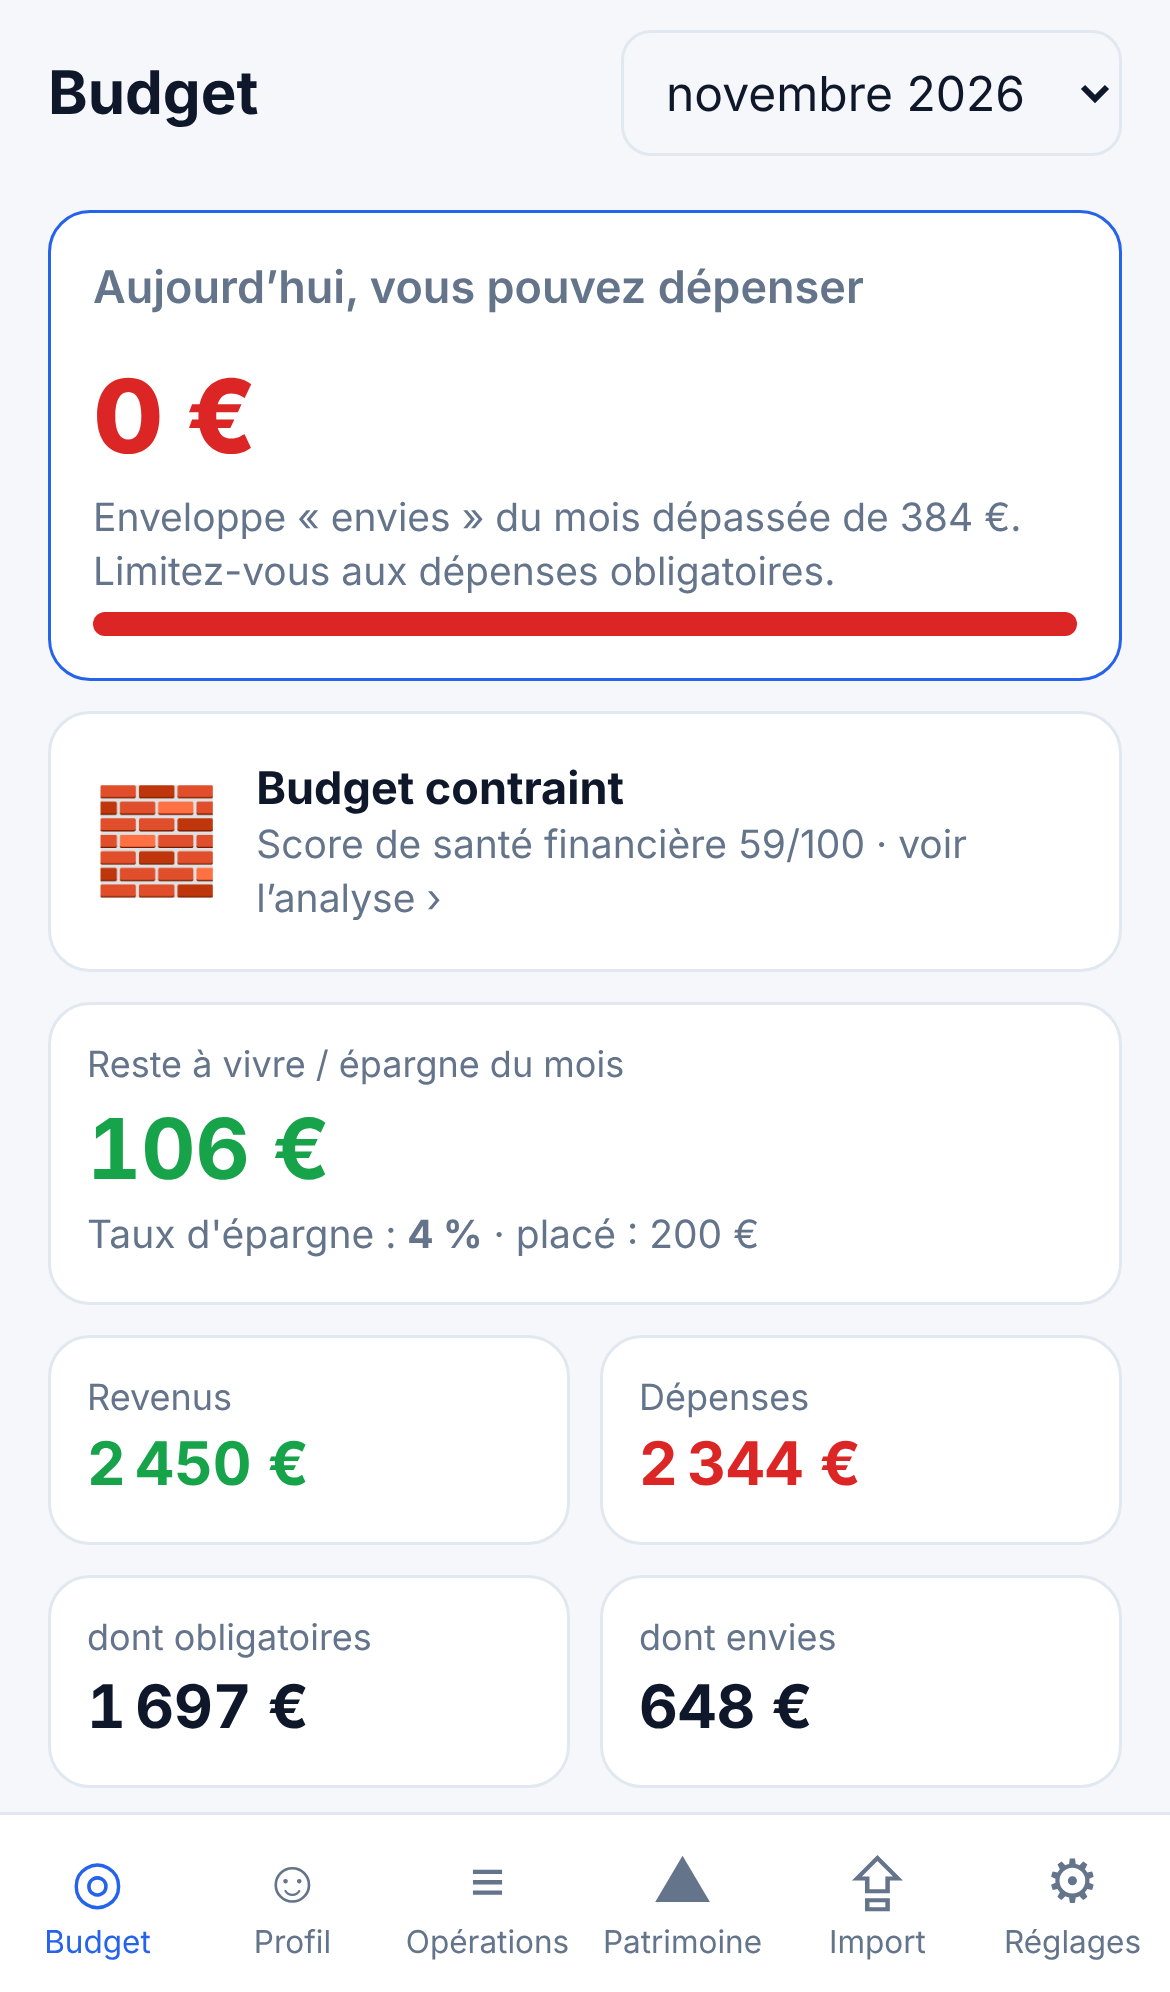 Budget
novembre 2026
Aujourd’hui, vous pouvez dépenser
0 €
Enveloppe « envies » du mois dépassée de 384 €.
Limitez-vous aux dépenses obligatoires.
Budget contraint
Score de santé financière 59/100 · voir
l’analyse ›
Reste à vivre / épargne du mois
106 €
Taux d'épargne : 4 % · placé : 200 €
Revenus
2 450 €
Dépenses
2 344 €
dont obligatoires
1 697 €
dont envies
648 €
Budget
Profil
Opérations
Patrimoine
Import
Réglages